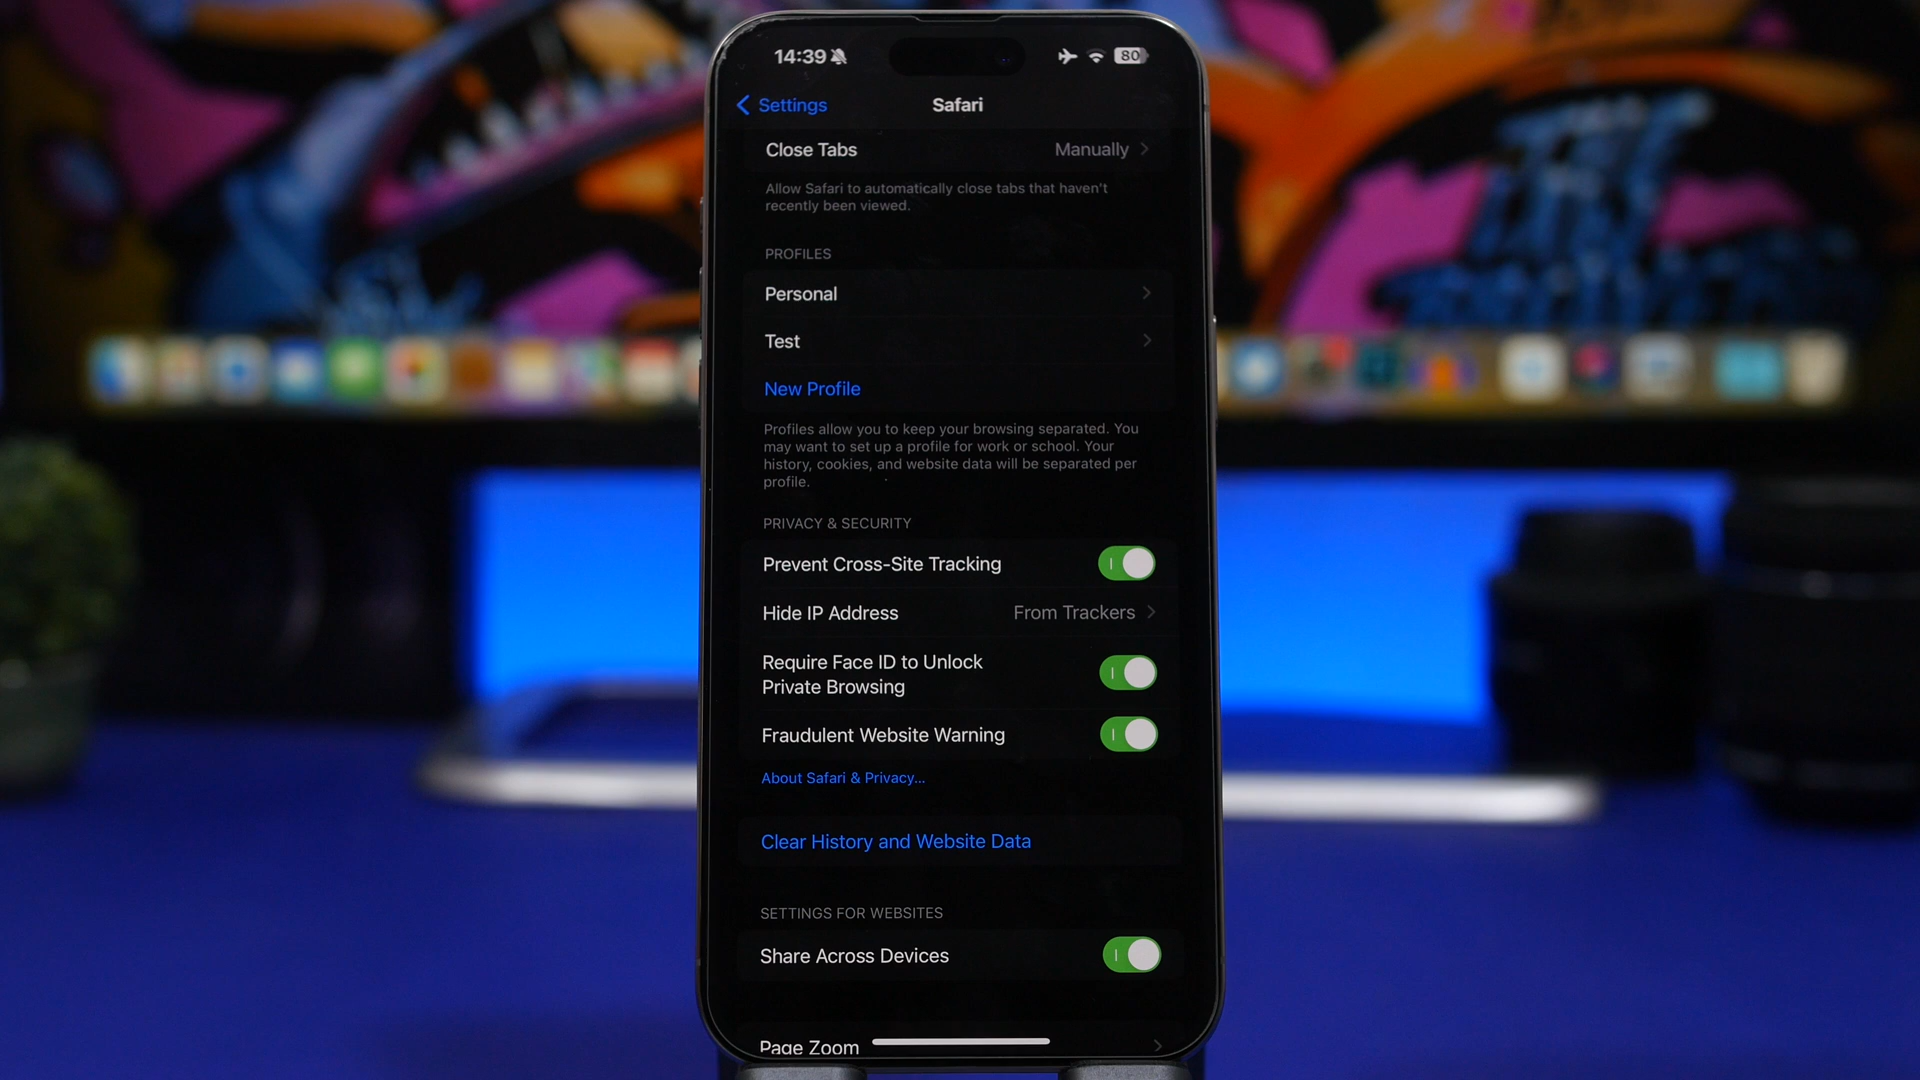 14:39
80
Settings
Safari
Close Tabs
Manually
Allow Safari to automatically close tabs that haven't
recently been viewed.
PROFILES
Personal
Test
New Profile
Profiles allow you to keep your browsing separated. You
may want to set up a profile for work or school. Your
history, cookies, and website data will be separated per
profile.
PRIVACY & SECURITY
Prevent Cross-Site Tracking
Hide IP Address
From Trackers
Require Face ID to Unlock
Private Browsing
Fraudulent Website Warning
About Safari & Privacy...
Clear History and Website Data
SETTINGS FOR WEBSITES
Share Across Devices
Page Zoom